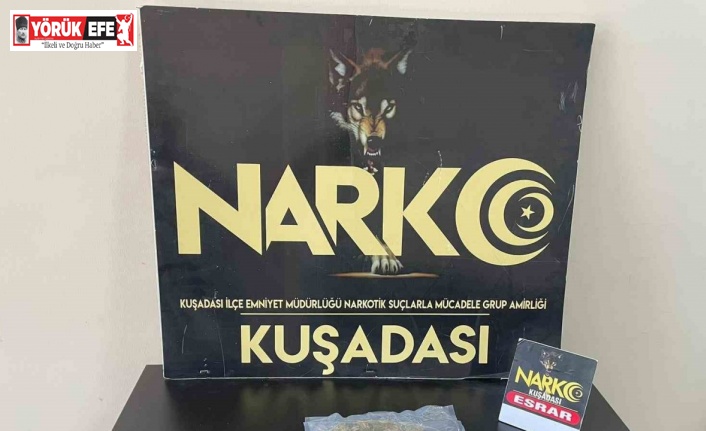 YÖRÜK EFE
"İlkeli ve Doğru Haber"
NARKO
KUŞADASI İLÇE EMNİYET MÜDÜRLÜĞÜ NARKOTİK SUÇLARLA MÜCADELE GRUP AMİRLİĞİ
KUŞADASI
NARKO
KUŞADASI
ESRAR